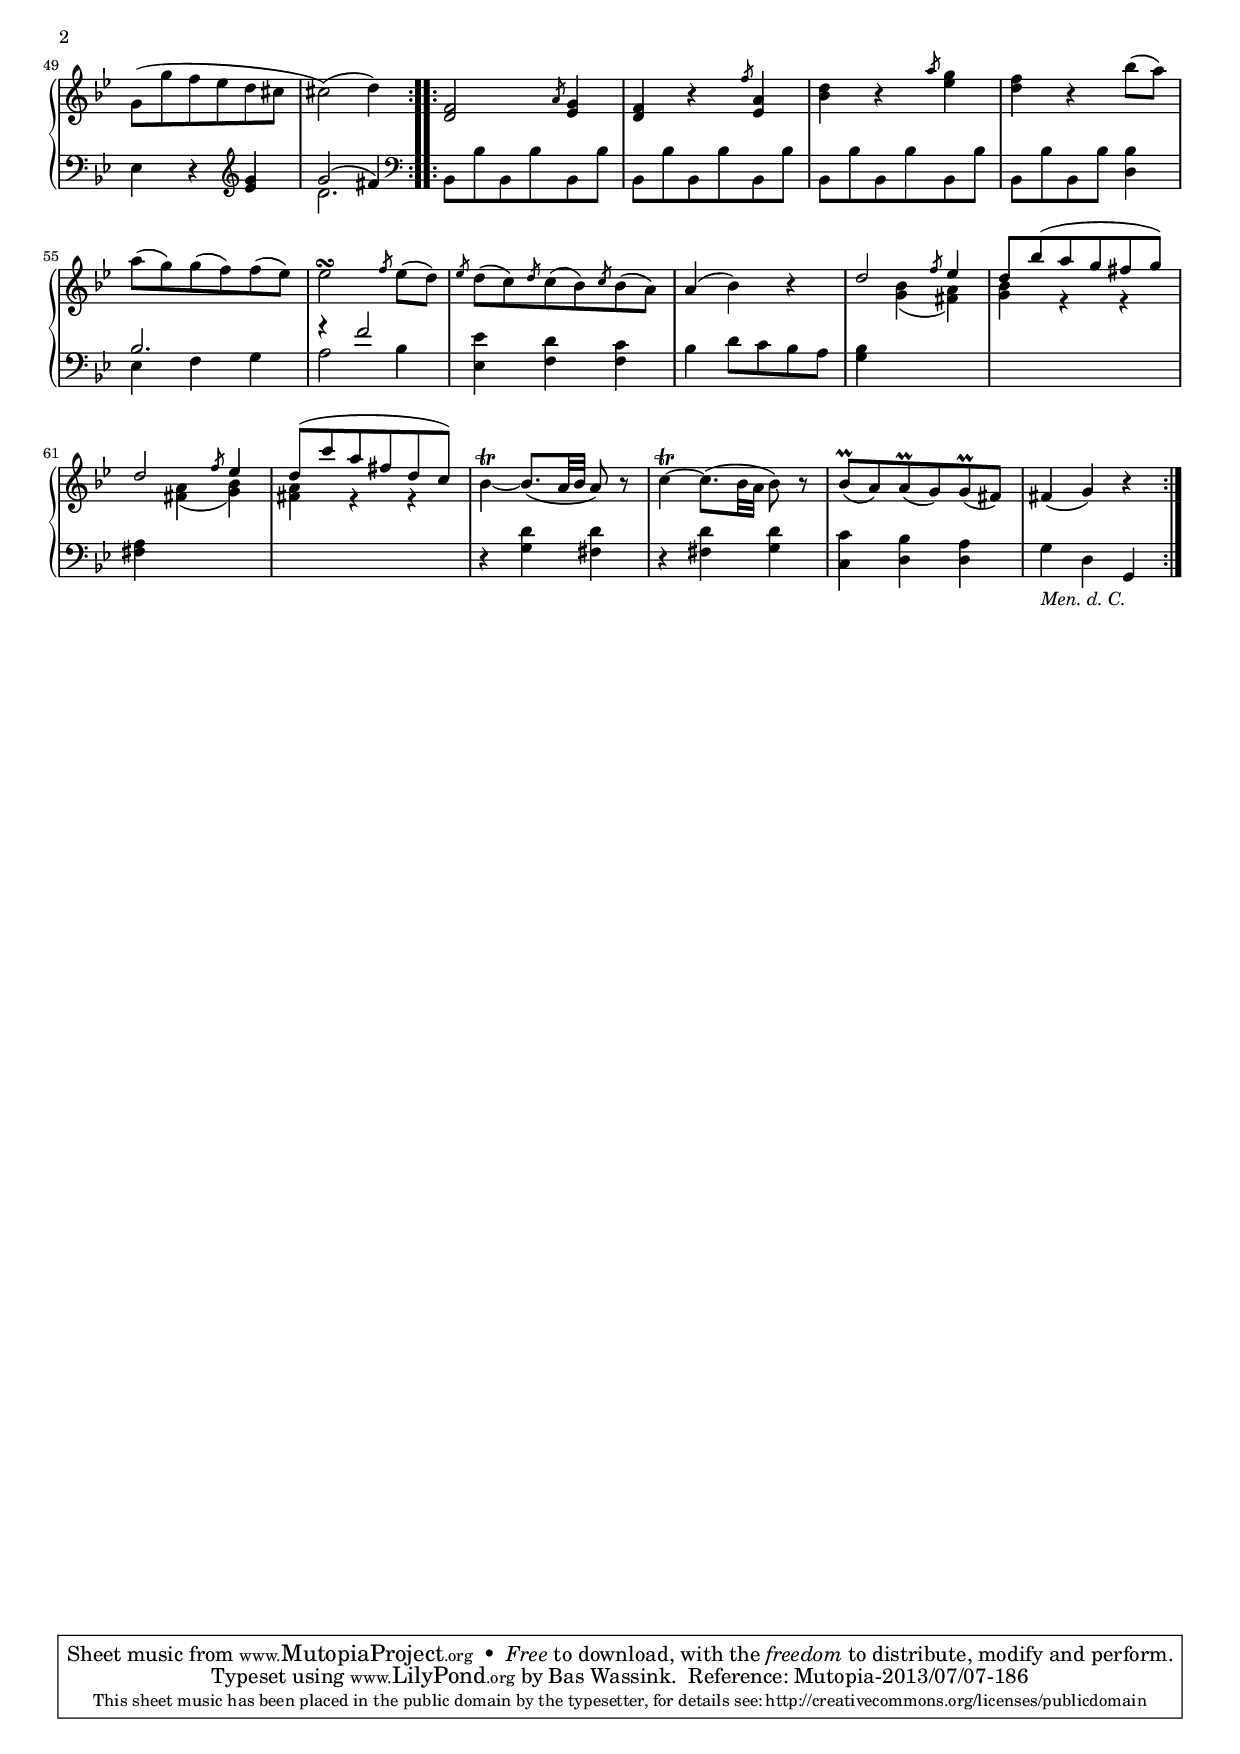 2
49
55
61
Men. d. C.
Sheet music from www.MutopiaProject.org • Free to download, with the freedom to distribute, modify and perform.
Typeset using www.LilyPond.org by Bas Wassink. Reference: Mutopia-2013/07/07-186
This sheet music has been placed in the public domain by the typesetter, for details see: http://creativecommons.org/licenses/publicdomain